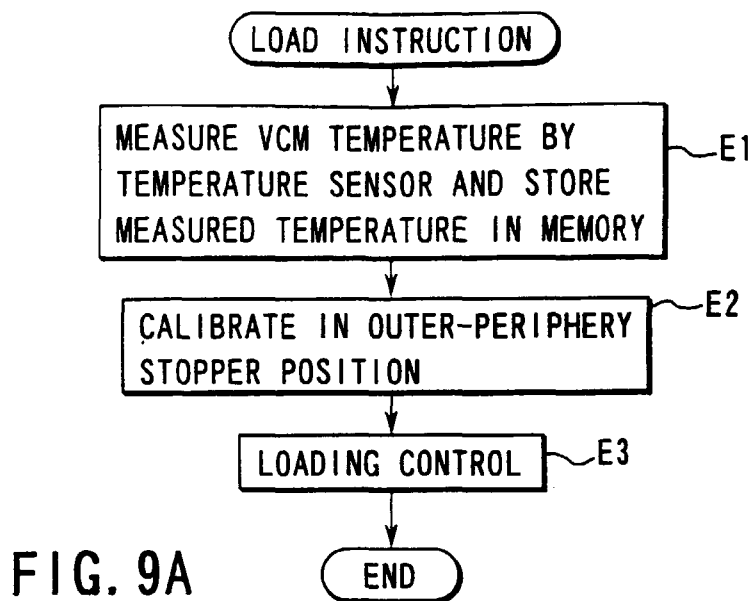 LOAD INSTRUCTION
MEASURE VCM TEMPERATURE BY
TEMPERATURE SENSOR AND STORE
MEASURED TEMPERATURE IN MEMORY
E1
CALIBRATE IN OUTER-PERIPHERY
STOPPER POSITION
E2
LOADING CONTROL
E3
END
FIG. 9A